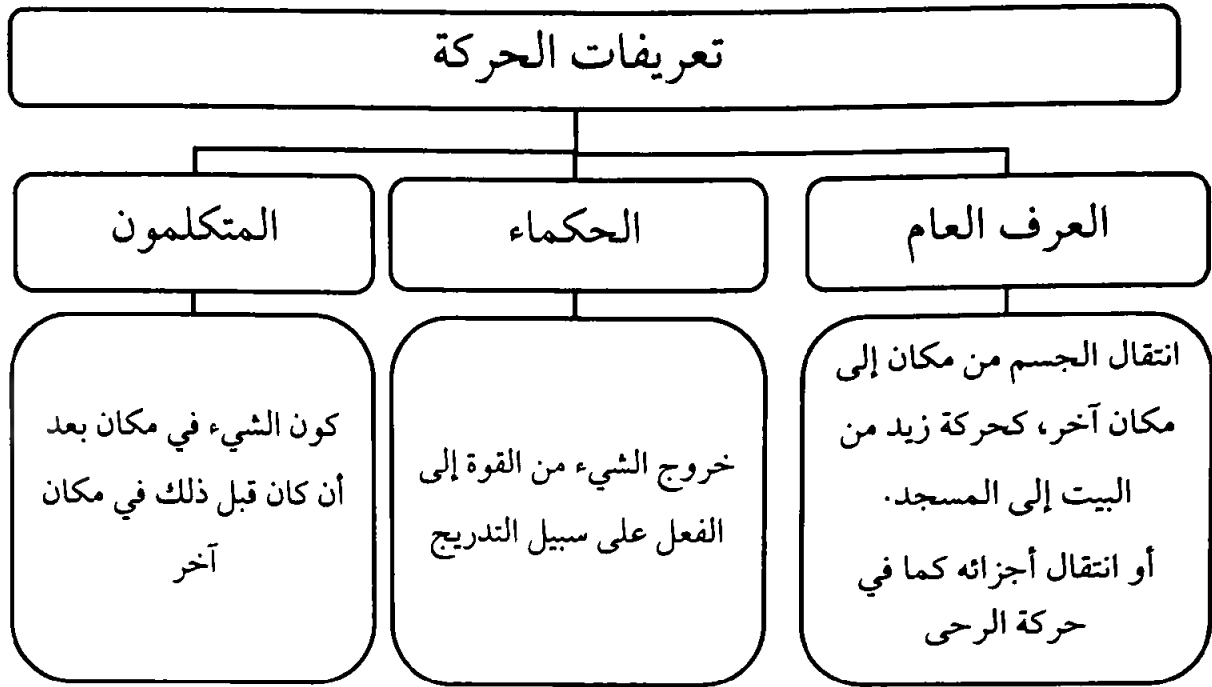 تعريفات الحركة
العرف العام
الحكماء
المتكلمون
انتقال الجسم من مكان إلى
مكان آخر، كحركة زيد من
البيت إلى المسجد.
أو انتقال أجزائه كما في
حركة الرحى
خروج الشيء من القوة إلى
الفعل على سبيل التدريج
كون الشيء في مكان بعد
أن كان قبل ذلك في مكان
آخر